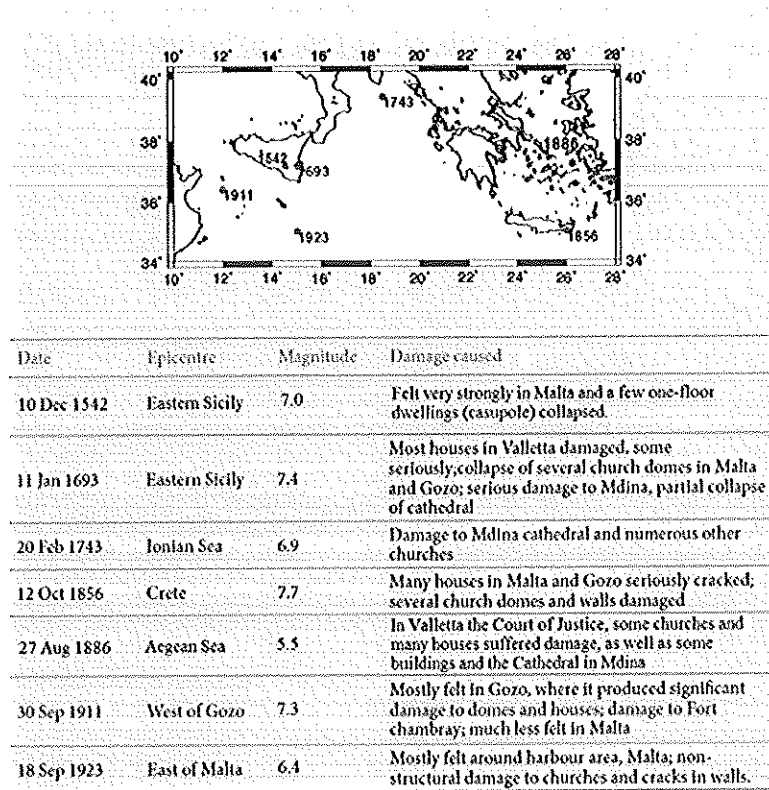 10° 12° 14° 16° 18° 20° 22° 24° 26° 28°
40° 40°
1743
38° 1542 1693 1886 38°
36° 1911 36°
1923 1856
34° 34°
10° 12° 14° 16° 18° 20° 22° 24° 26° 28°
Date Epicentre Magnitude Damage caused
10 Dec 1542 Eastern Sicily 7.0 Felt very strongly in Malta and a few one-floor
dwellings (casupole) collapsed.
Most houses in Valletta damaged, some
seriously;collapse of several church domes in Malta
11 Jan 1693 Eastern Sicily 7.4 and Gozo; serious damage to Mdina, partial collapse
of cathedral
20 Feb 1743 Ionian Sea 6.9 Damage to Mdina cathedral and numerous other
churches
12 Oct 1856 Crete 7.7 Many houses in Malta and Gozo seriously cracked;
several church domes and walls damaged
In Valletta the Court of Justice, some churches and
27 Aug 1886 Aegean Sea 5.5 many houses suffered damage, as well as some
buildings and the Cathedral in Mdina
Mostly felt in Gozo, where it produced significant
30 Sep 1911 West of Gozo 7.3 damage to domes and houses; damage to Fort
chambray; much less felt in Malta
18 Sep 1923 East of Malta 6.4 Mostly felt around harbour area, Malta; non-
structural damage to churches and cracks in walls.